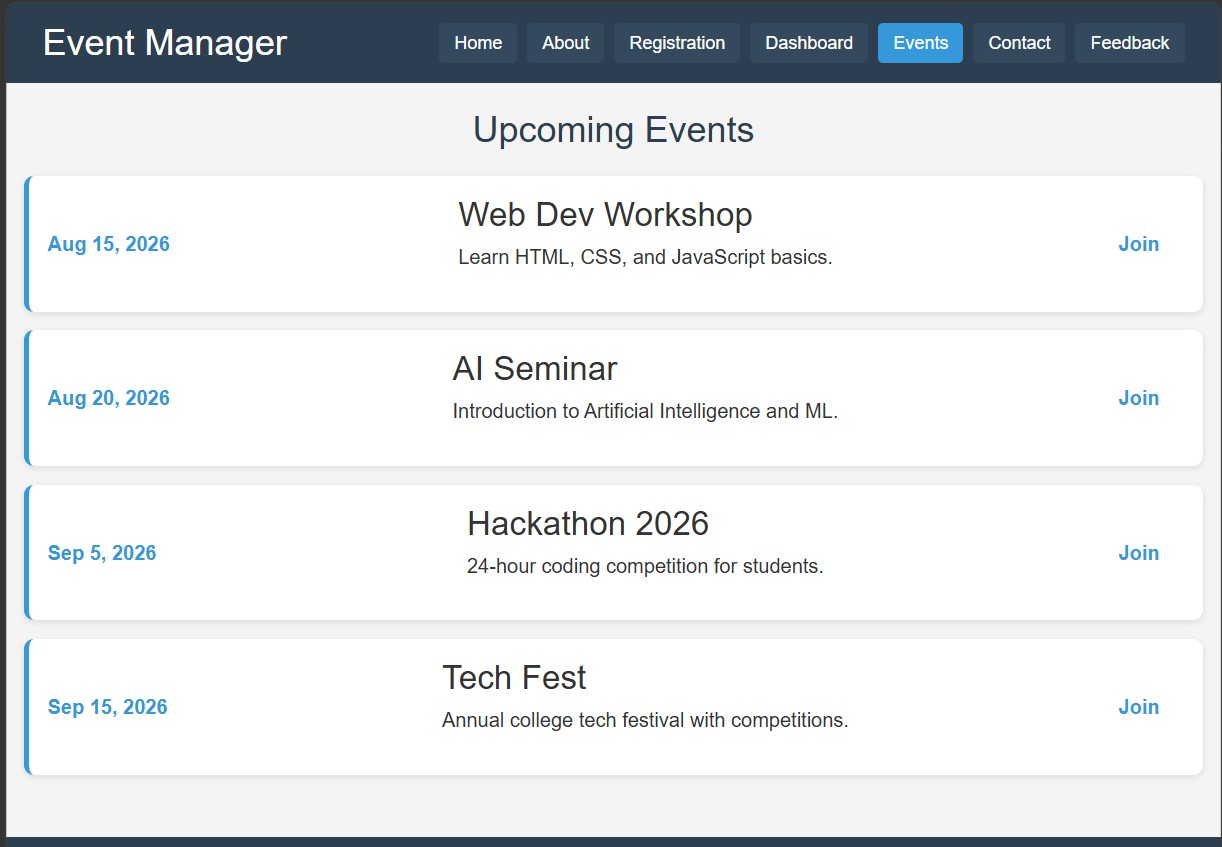 Event Manager
Home About Registration Dashboard Events Contact Feedback
Upcoming Events
Web Dev Workshop
Aug 15, 2026
Learn HTML, CSS, and JavaScript basics.
Join
AI Seminar
Aug 20, 2026
Introduction to Artificial Intelligence and ML.
Join
Hackathon 2026
Sep 5, 2026
24-hour coding competition for students.
Join
Tech Fest
Sep 15, 2026
Annual college tech festival with competitions.
Join